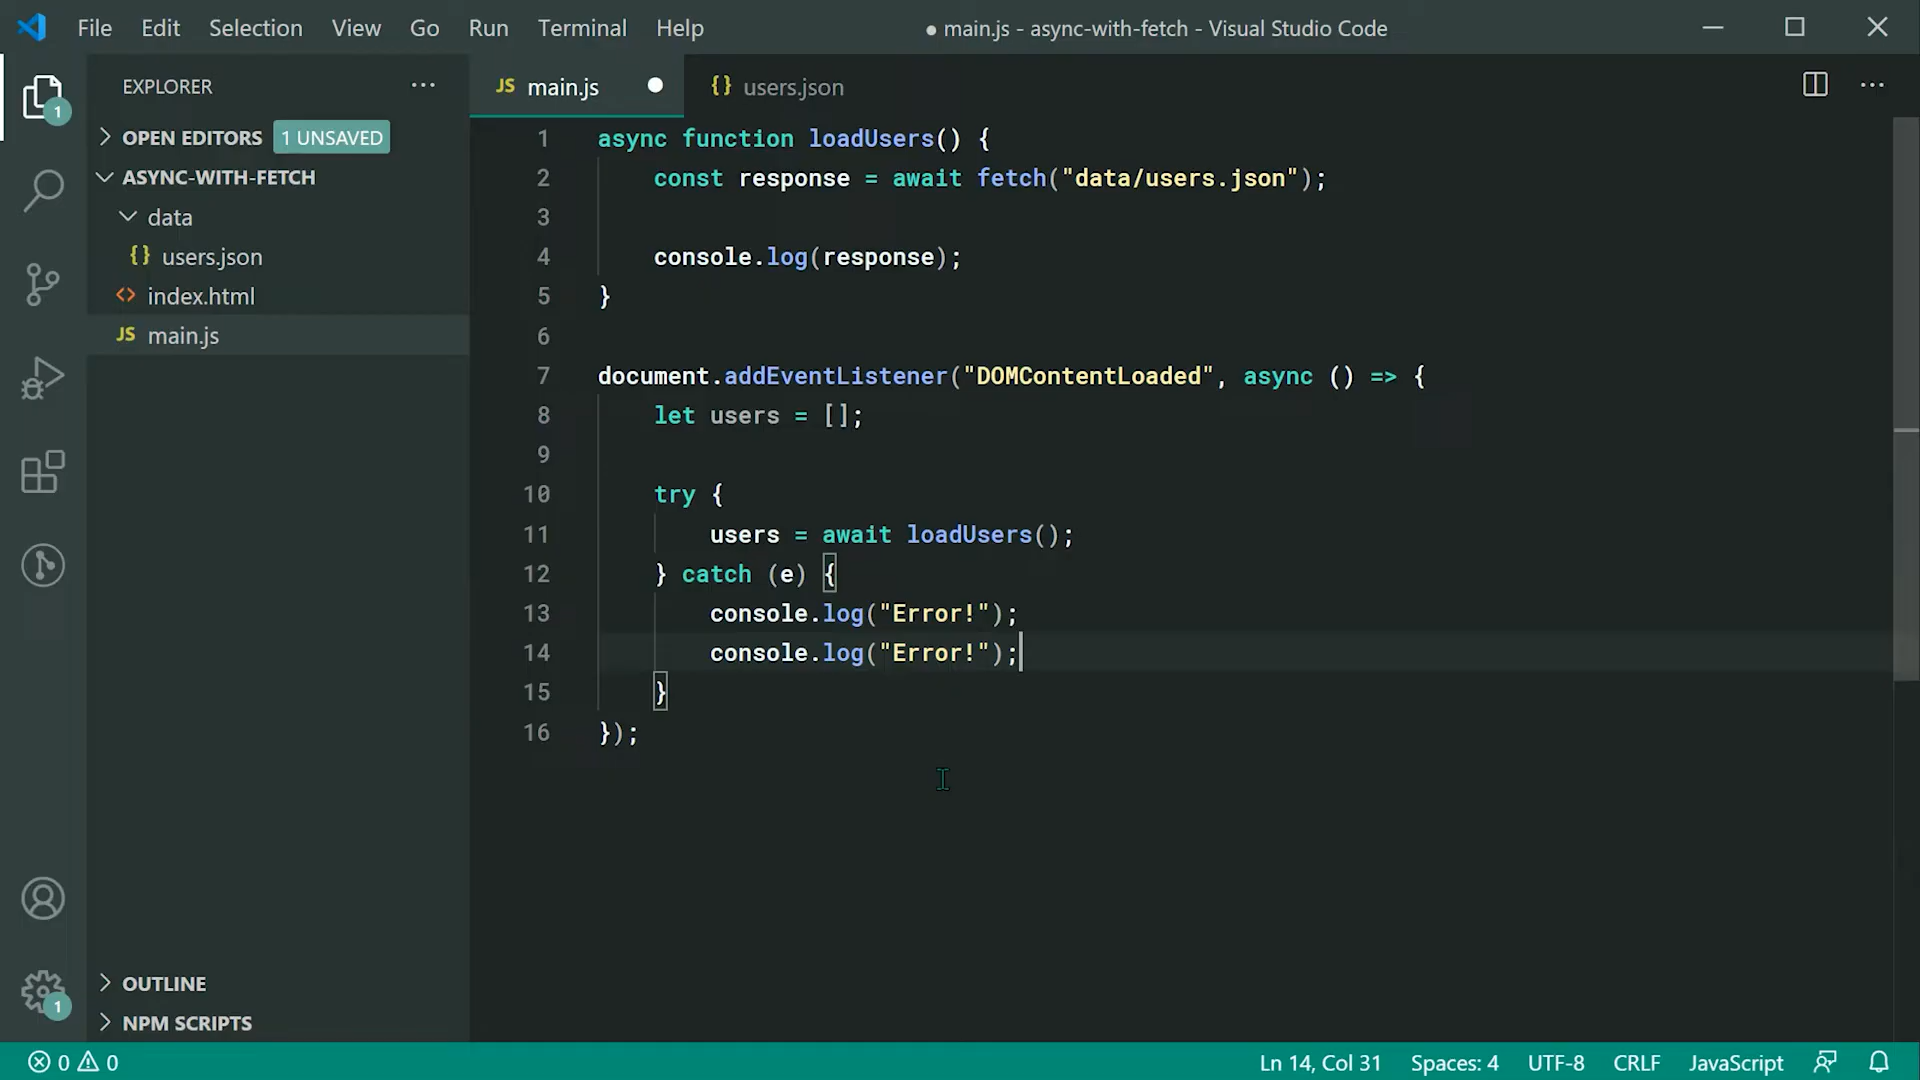 File Edit Selection View Go Run Terminal Help ● main.js - async-with-fetch - Visual Studio Code
EXPLORER ···
1
OPEN EDITORS 1 UNSAVED
ASYNC-WITH-FETCH
data
{} users.json
<> index.html
JS main.js
OUTLINE
1
NPM SCRIPTS
JS main.js ● {} users.json ···
1 async function loadUsers() {
2     const response = await fetch("data/users.json");
3
4     console.log(response);
5 }
6
7 document.addEventListener("DOMContentLoaded", async () => {
8     let users = [];
9
10     try {
11         users = await loadUsers();
12     } catch (e) {
13         console.log("Error!");
14         console.log("Error!");
15     }
16 });
0 0 Ln 14, Col 31 Spaces: 4 UTF-8 CRLF JavaScript